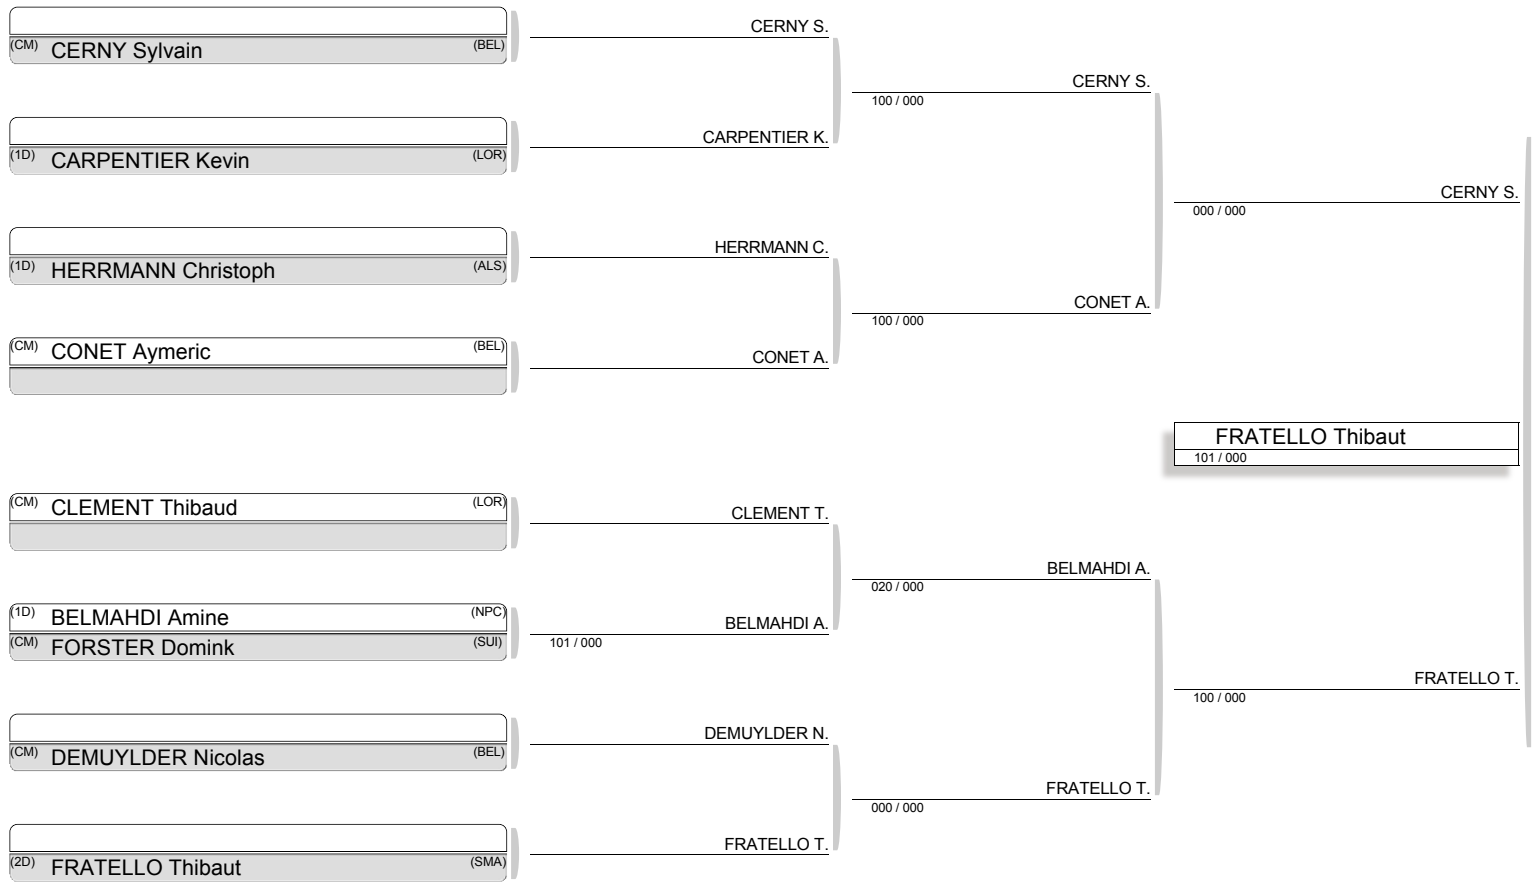 (CM) CERNY Sylvain (BEL)
(1D) CARPENTIER Kevin (LOR)
(1D) HERRMANN Christoph (ALS)
(CM) CONET Aymeric (BEL)
(CM) CLEMENT Thibaud (LOR)
(1D) BELMAHDI Amine (NPC)
(CM) FORSTER Domink (SUI)
(CM) DEMUYLDER Nicolas (BEL)
(2D) FRATELLO Thibaut (SMA)
CERNY S.
CARPENTIER K.
HERRMANN C.
CONET A.
CLEMENT T.
BELMAHDI A.
101 / 000
DEMUYLDER N.
FRATELLO T.
CERNY S.
100 / 000
CONET A.
100 / 000
BELMAHDI A.
020 / 000
FRATELLO T.
000 / 000
CERNY S.
000 / 000
FRATELLO T.
100 / 000
FRATELLO Thibaut
101 / 000